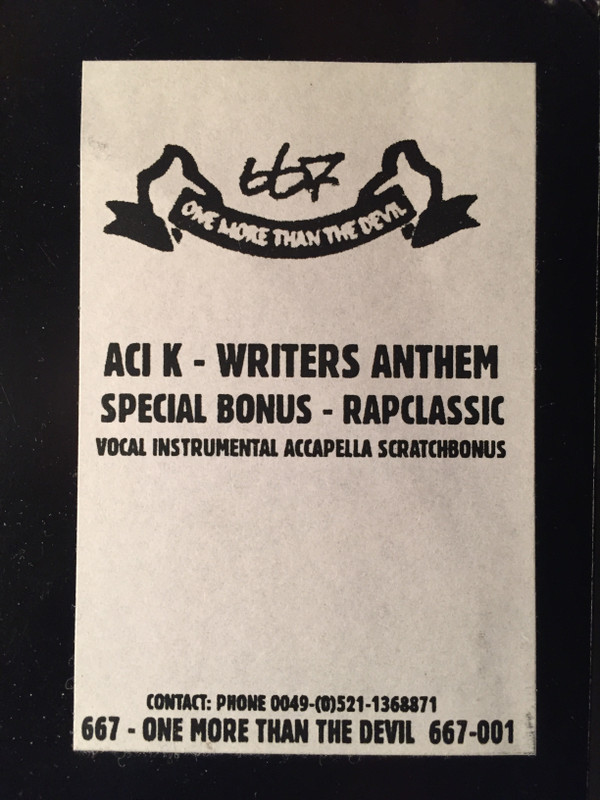 667
ONE MORE THAN THE DEVIL
ACI K - WRITERS ANTHEM
SPECIAL BONUS - RAPCLASSIC
VOCAL INSTRUMENTAL ACCAPELLA SCRATCHBONUS
CONTACT: PHONE 0049-(0)521-1368871
667 - ONE MORE THAN THE DEVIL 667-001